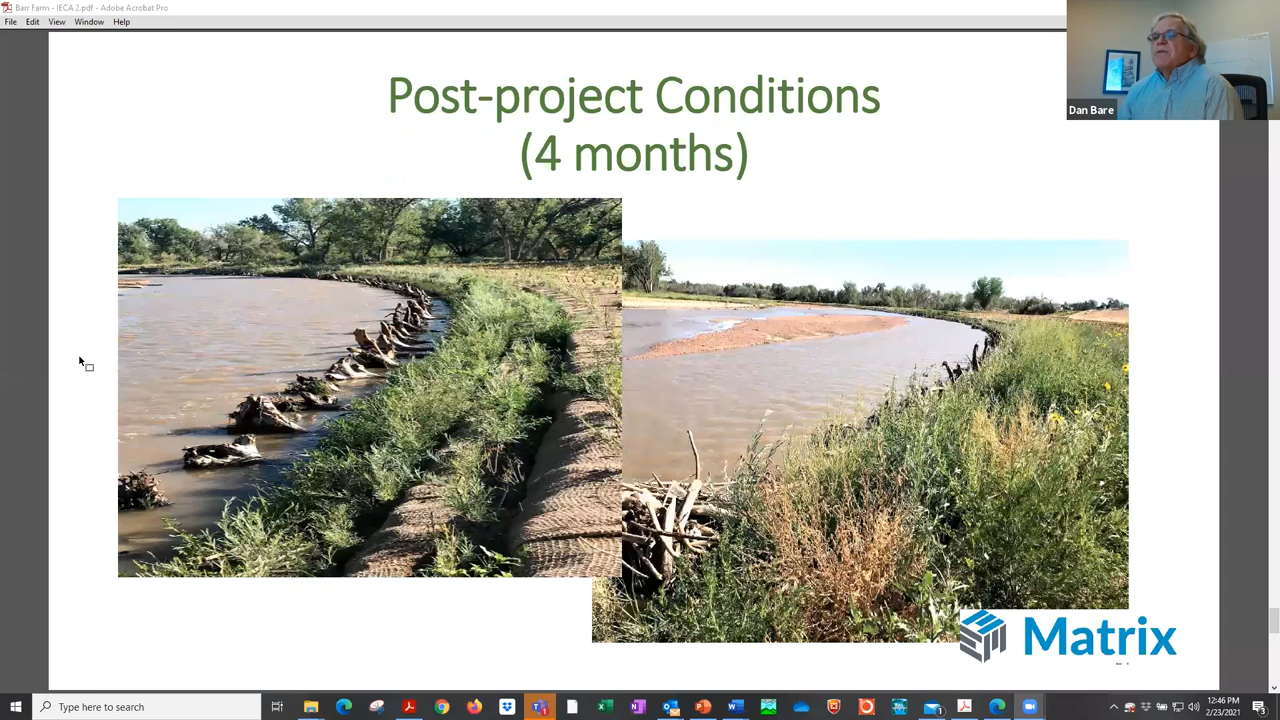 Barr Farm - IECA 2.pdf - Adobe Acrobat Pro
File Edit View Window Help
Dan Bare
Post-project Conditions
(4 months)
Matrix
Type here to search
12:46 PM
2/23/2021